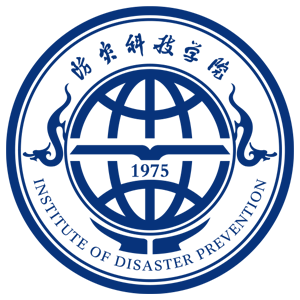 防灾科技学院
1975
INSTITUTE OF DISASTER PREVENTION